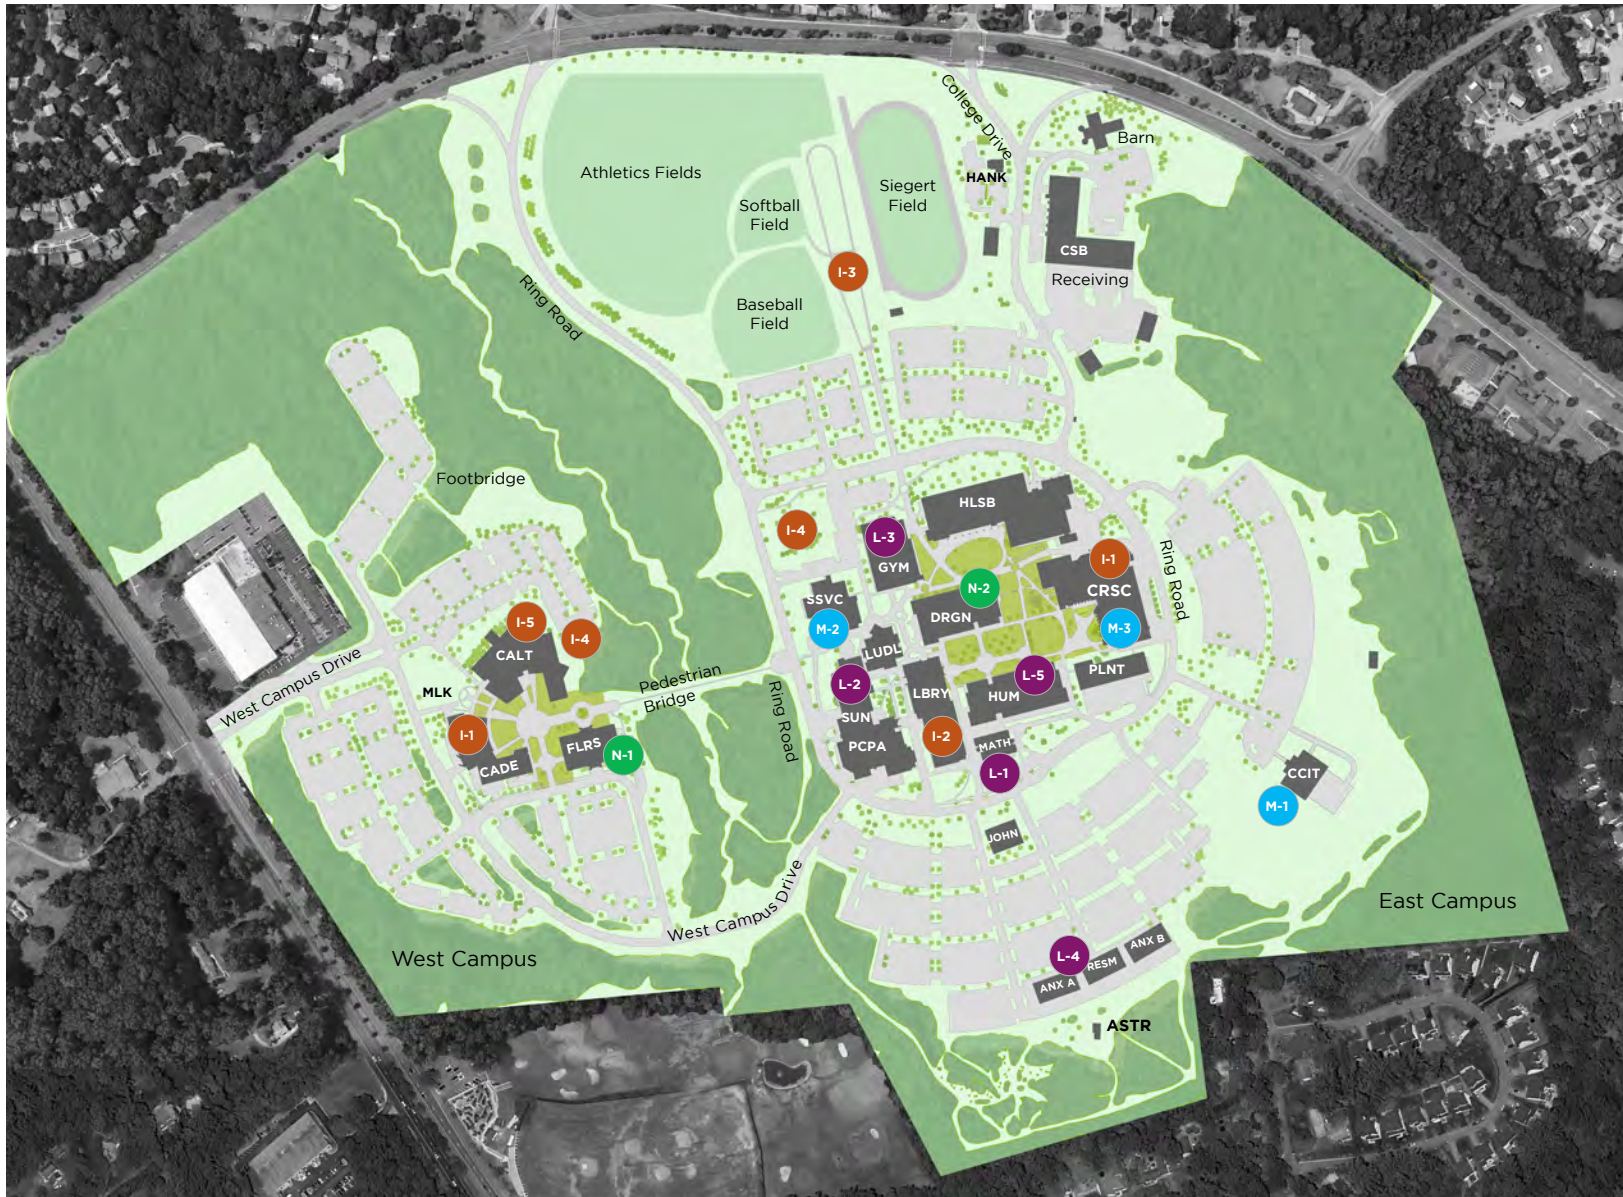 College Drive
Barn
HANK
Athletics Fields
Siegert
Field
Softball
Field
CSB
Receiving
I-3
Baseball
Field
Ring Road
Footbridge
HLSB
I-4
L-3
GYM
Ring Road
I-1
CRSC
N-2
DRGN
SSVC
M-2
M-3
I-5
I-4
CALT
LUDL
PLNT
L-5
HUM
L-2
LBRY
SUN
Pedestrian
Bridge
MLK
West Campus Drive
Ring Road
I-1
I-2
PCPA
MATH
L-1
FLRS
N-1
CADE
CCIT
M-1
JOHN
West Campus Drive
East Campus
West Campus
L-4
ANX B
RESM
ANX A
ASTR